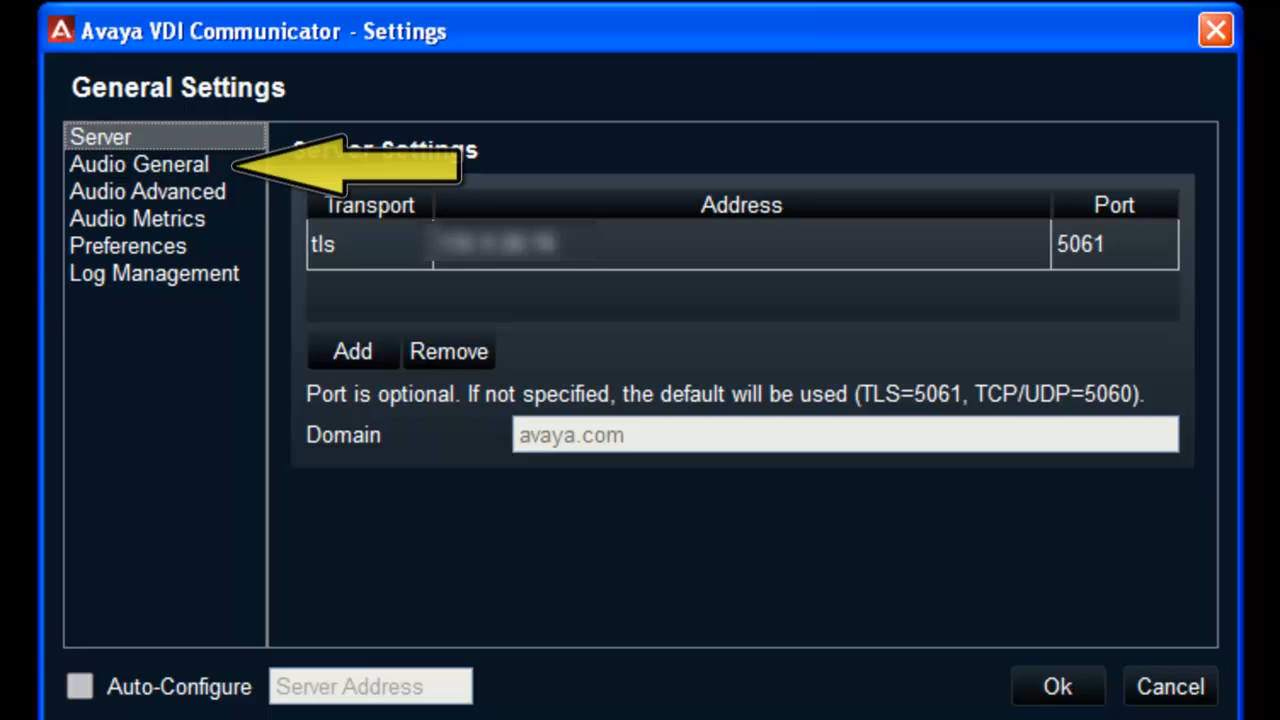 Avaya VDI Communicator - Settings
General Settings
Server
Audio General
Audio Advanced
Audio Metrics
Preferences
Log Management
Server Settings
Transport Address Port
tls 5061
Add Remove
Port is optional. If not specified, the default will be used (TLS=5061, TCP/UDP=5060).
Domain avaya.com
Auto-Configure Server Address Ok Cancel